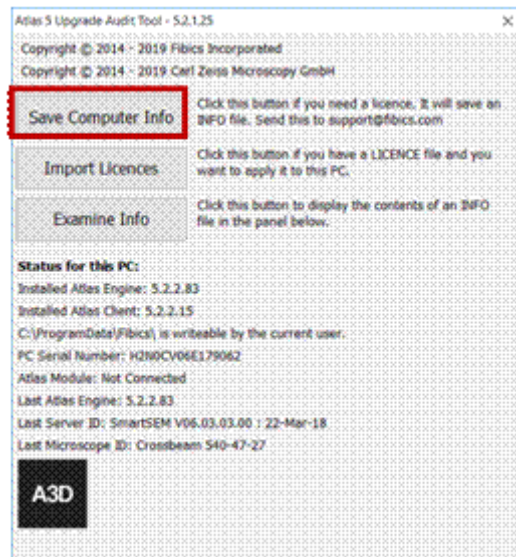 Atlas 5 Upgrade Audit Tool - 5.2.1.25
Copyright © 2014 - 2019 Fibics Incorporated
Copyright © 2014 - 2019 Carl Zeiss Microscopy GmbH
Save Computer Info
Click this button if you need a licence. It will save an
INFO file. Send this to support@fibics.com
Import Licences
Click this button if you have a LICENCE file and you
want to apply it to this PC.
Examine Info
Click this button to display the contents of an INFO
file in the panel below.
Status for this PC:
Installed Atlas Engine: 5.2.2.83
Installed Atlas Client: 5.2.2.15
C:\ProgramData\Fibics\ is writeable by the current user.
PC Serial Number: H2N0CV06E179062
Atlas Module: Not Connected
Last Atlas Engine: 5.2.2.83
Last Server ID: SmartSEM V06.03.03.00 : 22-Mar-18
Last Microscope ID: Crossbeam 540-47-27
A3D